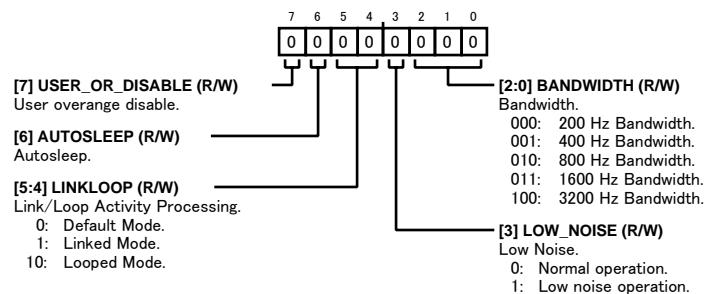 7 6 5 4 3 2 1 0
0 0 0 0 0 0 0 0
[7] USER_OR_DISABLE (R/W)
User overange disable.
[6] AUTOSLEEP (R/W)
Autosleep.
[5:4] LINKLOOP (R/W)
Link/Loop Activity Processing.
0: Default Mode.
1: Linked Mode.
10: Looped Mode.
[2:0] BANDWIDTH (R/W)
Bandwidth.
000: 200 Hz Bandwidth.
001: 400 Hz Bandwidth.
010: 800 Hz Bandwidth.
011: 1600 Hz Bandwidth.
100: 3200 Hz Bandwidth.
[3] LOW_NOISE (R/W)
Low Noise.
0: Normal operation.
1: Low noise operation.